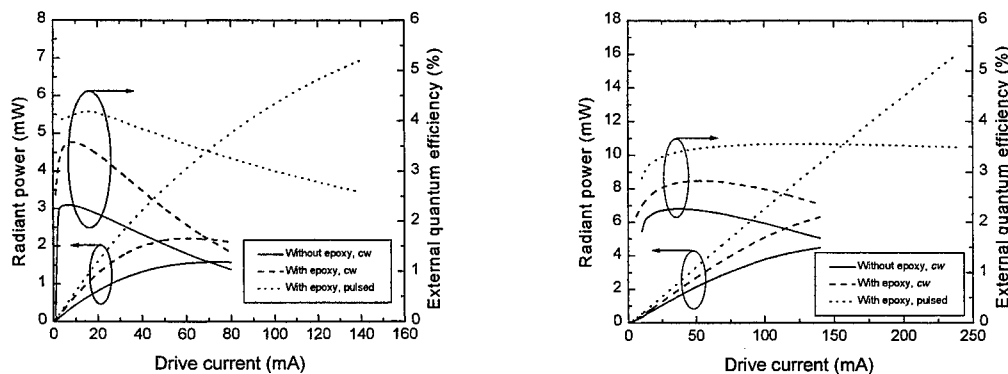 8
7
6
5
4
3
2
1
0
Radiant power (mW)
6
5
4
3
2
1
0
External quantum efficiency (%)
Without epoxy, cw
With epoxy, cw
With epoxy, pulsed
0 20 40 60 80 100 120 140 160
Drive current (mA)
18
16
14
12
10
8
6
4
2
0
Radiant power (mW)
6
5
4
3
2
1
0
External quantum efficiency (%)
Without epoxy, cw
With epoxy, cw
With epoxy, pulsed
0 50 100 150 200 250
Drive current (mA)